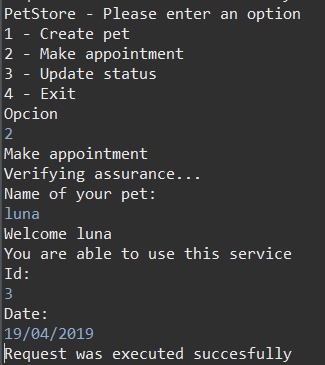 PetStore - Please enter an option
1 - Create pet
2 - Make appointment
3 - Update status
4 - Exit
Opcion
2
Make appointment
Verifying assurance...
Name of your pet:
luna
Welcome luna
You are able to use this service
Id:
3
Date:
19/04/2019
Request was executed succesfully